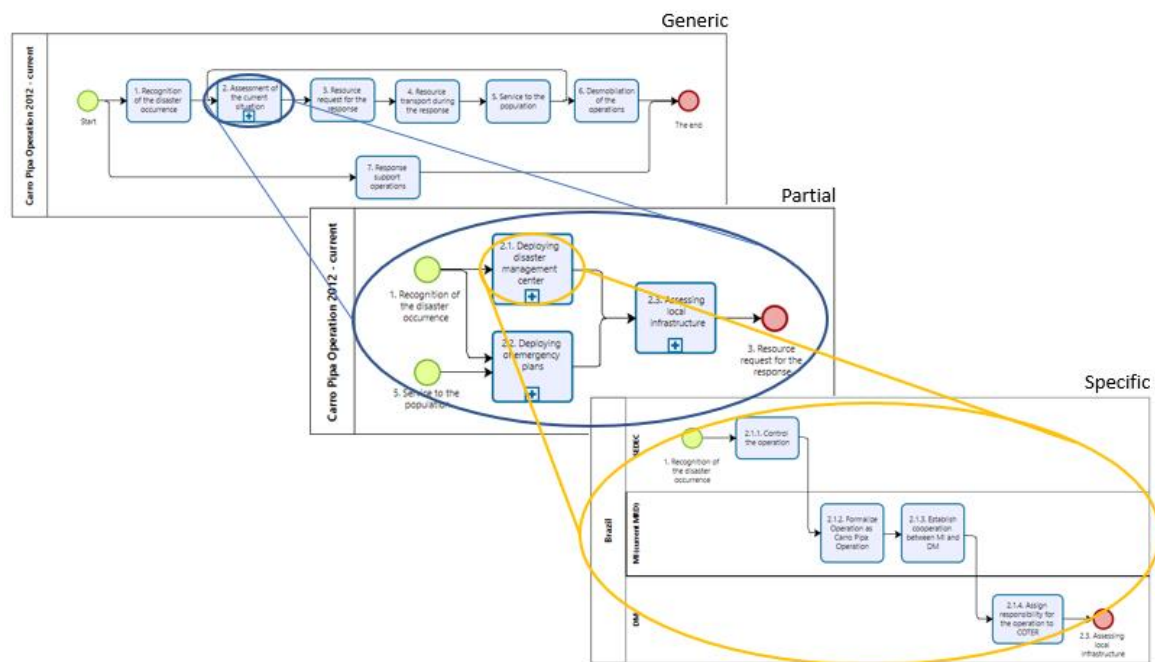 Generic
Carro Pipa Operation 2012 - current
Start
1. Recognition
of the disaster
occurrence
2. Assessment of
the current
situation
3. Resource
request for the
response
4. Resource
transport during
the response
5. Service to the
population
6. Desmobilation
of the
operations
The end
7. Response
support
operations
Partial
Carro Pipa Operation 2012 - current
1. Recognition of
the disaster
occurrence
5. Service to the
population
2.1. Deploying
disaster
management
center
2.2. Deploying
of emergency
plans
2.3. Assessing
local
infrastructure
3. Resource
request for the
response
Specific
Brazil
SEDEC
1. Recognition of
the disaster
occurrence
2.1.1. Control
the operation
MI (current MRD)
2.1.2. Formalize
Operation as
Carro Pipa
Operation
2.1.3. Establish
cooperation
between MI and
DM
DM
2.1.4. Assign
responsibility for
the operation to
COTER
2.3. Assessing
local
infrastructure